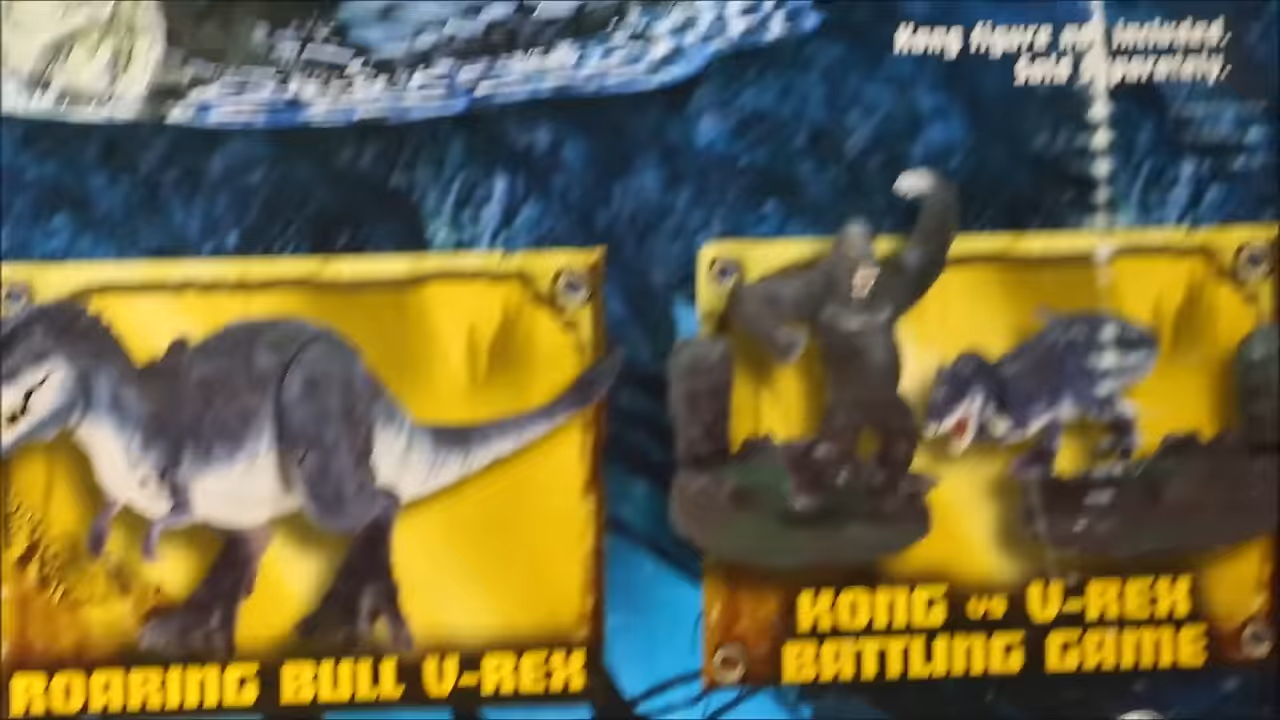 Kong figure not included.
Sold Separately.
ROARING BULL V-REX
KONG vs V-REX
BATTLING GAME